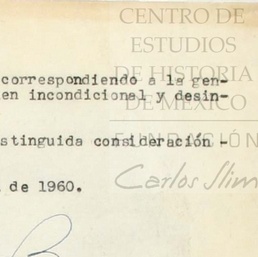 CENTRO DE
ESTUDIOS
DE HISTORIA
DE MÉXICO
FUNDACIÓN
Carlos Slim
correspondiendo a la gen-
en incondicional y desin-
stinguida consideración -
de 1960.